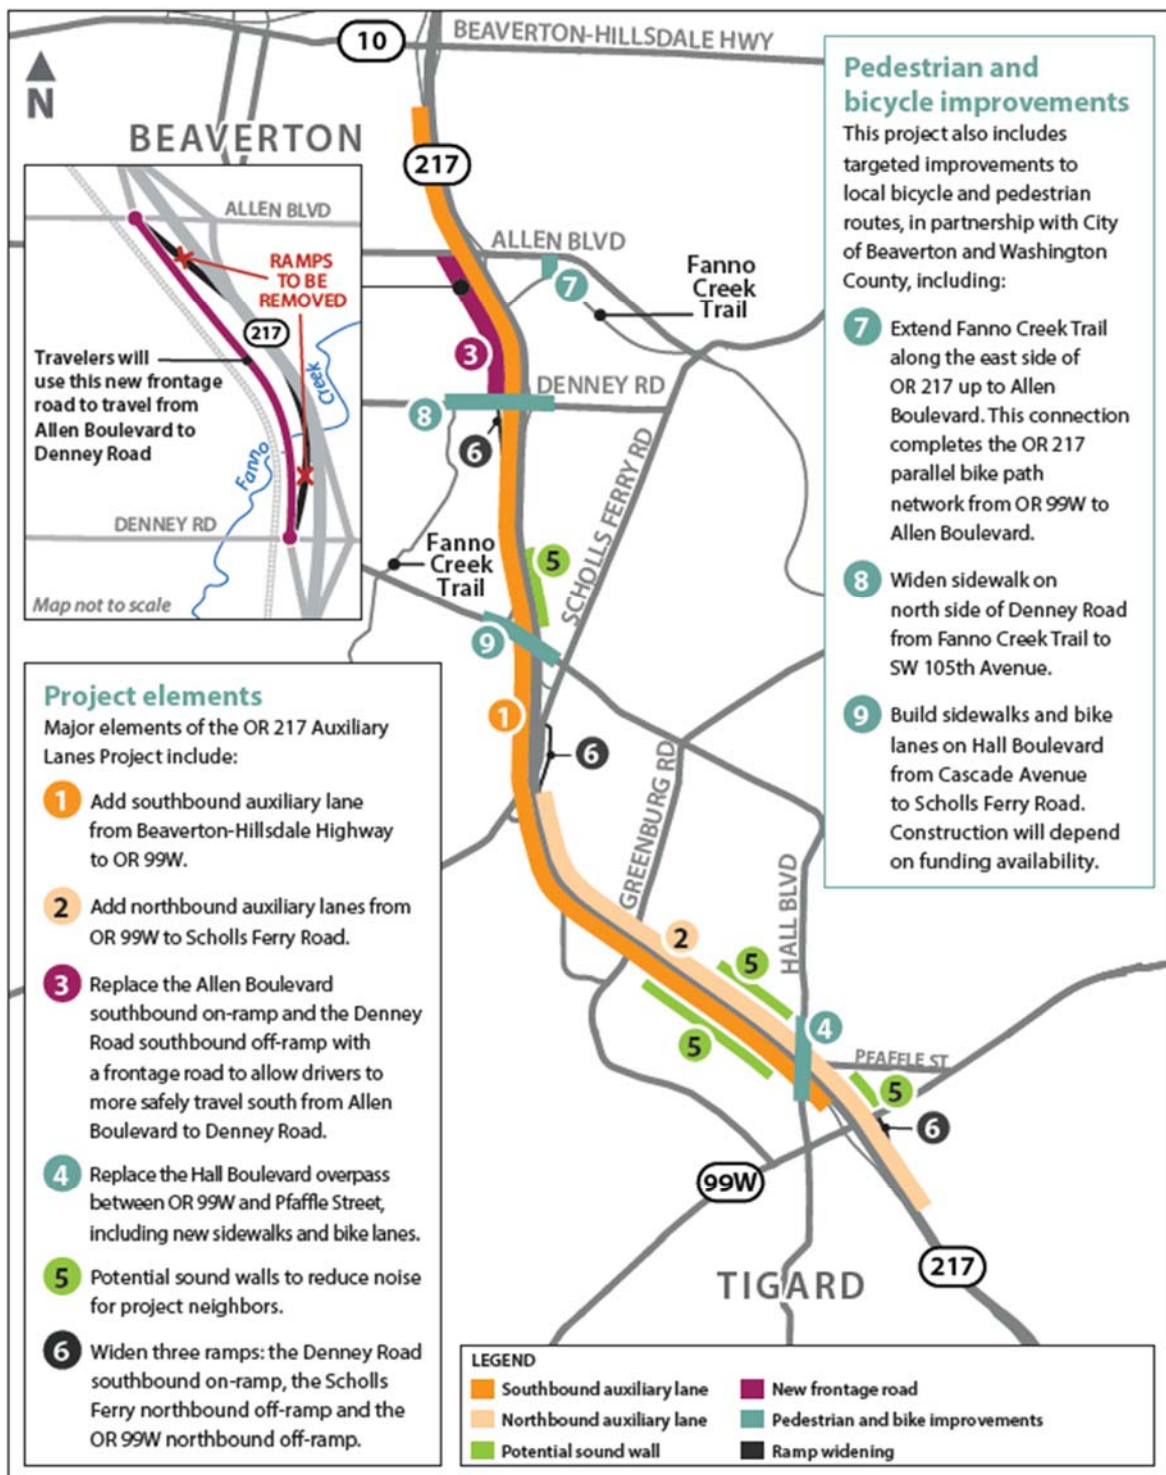 10
BEAVERTON-HILLSDALE HWY
N
BEAVERTON
217
ALLEN BLVD
7
Fanno
Creek
Trail
3
DENNEY RD
8
6
SCHOLLS FERRY RD
Fanno
Creek
Trail
5
9
1
6
GREENBURG RD
HALL BLVD
2
5
5
4
PFAFFLE ST
5
6
99W
TIGARD
217
ALLEN BLVD
RAMPS
TO BE
REMOVED
217
Travelers will
use this new frontage
road to travel from
Allen Boulevard to
Denney Road
Fanno
Creek
DENNEY RD
Map not to scale
Project elements
Major elements of the OR 217 Auxiliary
Lanes Project include:
1 Add southbound auxiliary lane
from Beaverton-Hillsdale Highway
to OR 99W.
2 Add northbound auxiliary lanes from
OR 99W to Scholls Ferry Road.
3 Replace the Allen Boulevard
southbound on-ramp and the Denney
Road southbound off-ramp with
a frontage road to allow drivers to
more safely travel south from Allen
Boulevard to Denney Road.
4 Replace the Hall Boulevard overpass
between OR 99W and Pfaffle Street,
including new sidewalks and bike lanes.
5 Potential sound walls to reduce noise
for project neighbors.
6 Widen three ramps: the Denney Road
southbound on-ramp, the Scholls
Ferry northbound off-ramp and the
OR 99W northbound off-ramp.
Pedestrian and
bicycle improvements
This project also includes
targeted improvements to
local bicycle and pedestrian
routes, in partnership with City
of Beaverton and Washington
County, including:
7 Extend Fanno Creek Trail
along the east side of
OR 217 up to Allen
Boulevard. This connection
completes the OR 217
parallel bike path
network from OR 99W to
Allen Boulevard.
8 Widen sidewalk on
north side of Denney Road
from Fanno Creek Trail to
SW 105th Avenue.
9 Build sidewalks and bike
lanes on Hall Boulevard
from Cascade Avenue
to Scholls Ferry Road.
Construction will depend
on funding availability.
LEGEND
Southbound auxiliary lane
Northbound auxiliary lane
Potential sound wall
New frontage road
Pedestrian and bike improvements
Ramp widening